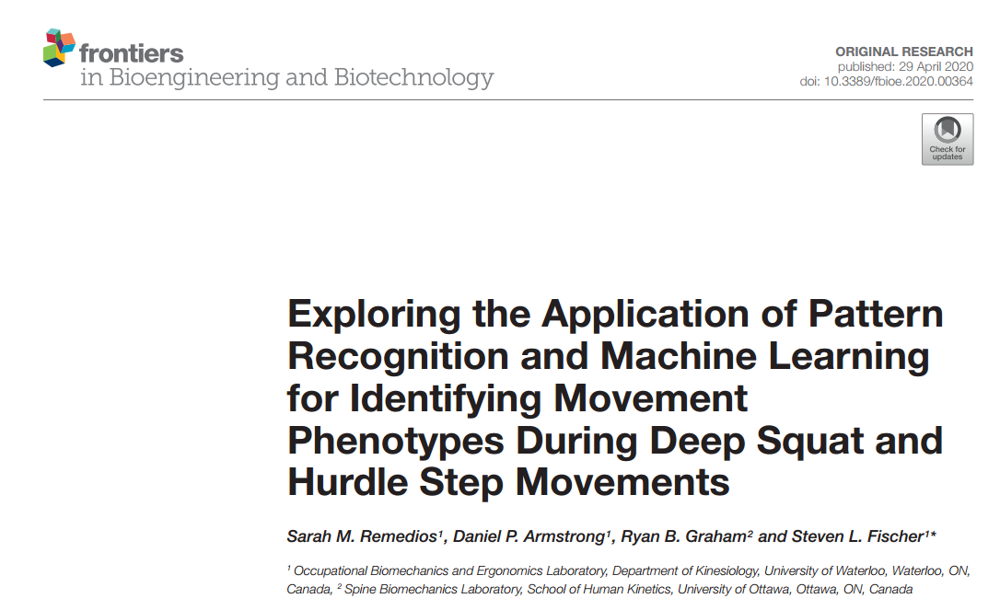 frontiers
in Bioengineering and Biotechnology
ORIGINAL RESEARCH
published: 29 April 2020
doi: 10.3389/fbioe.2020.00364
Check for
updates
Exploring the Application of Pattern
Recognition and Machine Learning
for Identifying Movement
Phenotypes During Deep Squat and
Hurdle Step Movements
Sarah M. Remedios¹, Daniel P. Armstrong¹, Ryan B. Graham² and Steven L. Fischer¹*
¹ Occupational Biomechanics and Ergonomics Laboratory, Department of Kinesiology, University of Waterloo, Waterloo, ON,
Canada, ² Spine Biomechanics Laboratory, School of Human Kinetics, University of Ottawa, Ottawa, ON, Canada